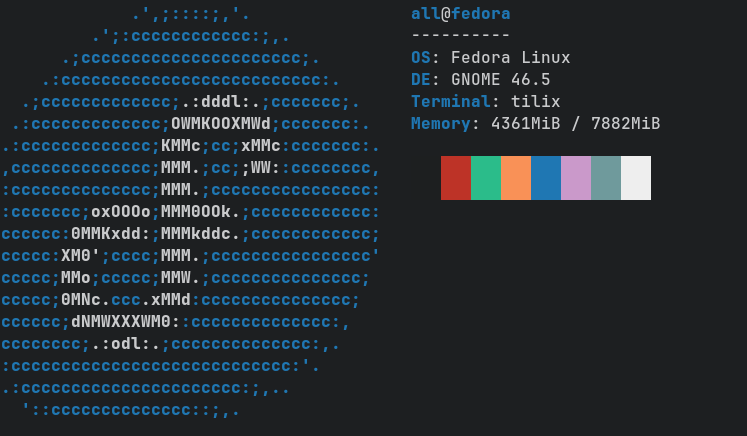 all@fedora
----------
OS: Fedora Linux
DE: GNOME 46.5
Terminal: tilix
Memory: 4361MiB / 7882MiB
             .',;::::;,'.
         .';:cccccccccccc:;,.
      .;cccccccccccccccccccccc;.
    .:cccccccccccccccccccccccccc:.
  .;ccccccccccccc;.:dddl:.;ccccccc;.
 .:ccccccccccccc;OWMKOOXMWd;ccccccc:.
.:ccccccccccccc;KMMc;cc;xMMc:ccccccc:.
,cccccccccccccc;MMM.;cc;;WW::cccccccc,
:cccccccccccccc;MMM.;cccccccccccccccc:
:ccccccc;oxOOOo;MMM0OOk.;cccccccccccc:
cccccc:0MMKxdd:;MMMkddc.;cccccccccccc;
ccccc:XM0';cccc;MMM.;cccccccccccccccc'
ccccc;MMo;ccccc;MMW.;ccccccccccccccc;
ccccc;0MNc.ccc.xMMd:ccccccccccccccc;
cccccc;dNMWXXXWM0::cccccccccccccc:,
cccccccc;.:odl:.;cccccccccccccc:,.
:cccccccccccccccccccccccccccc:'.
.:cccccccccccccccccccccc:;,..
  '::cccccccccccccc::;,.